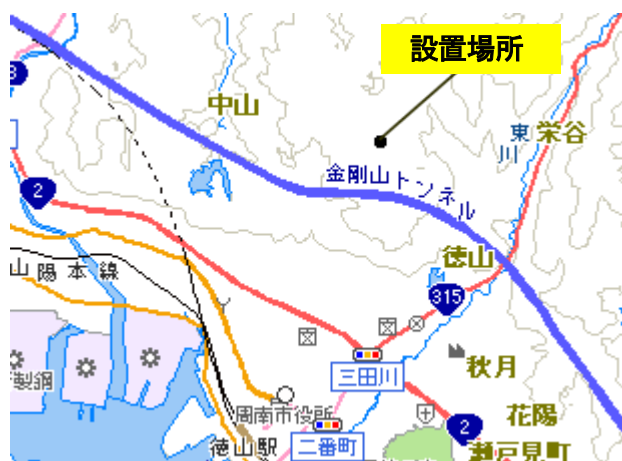 設置場所
中山
東川
栄谷
金剛山トンネル
2
徳山
315
山陽本線
製鋼
三田川
秋月
周南市役所
花陽
2
徳山駅
二番町
瀬戸見町